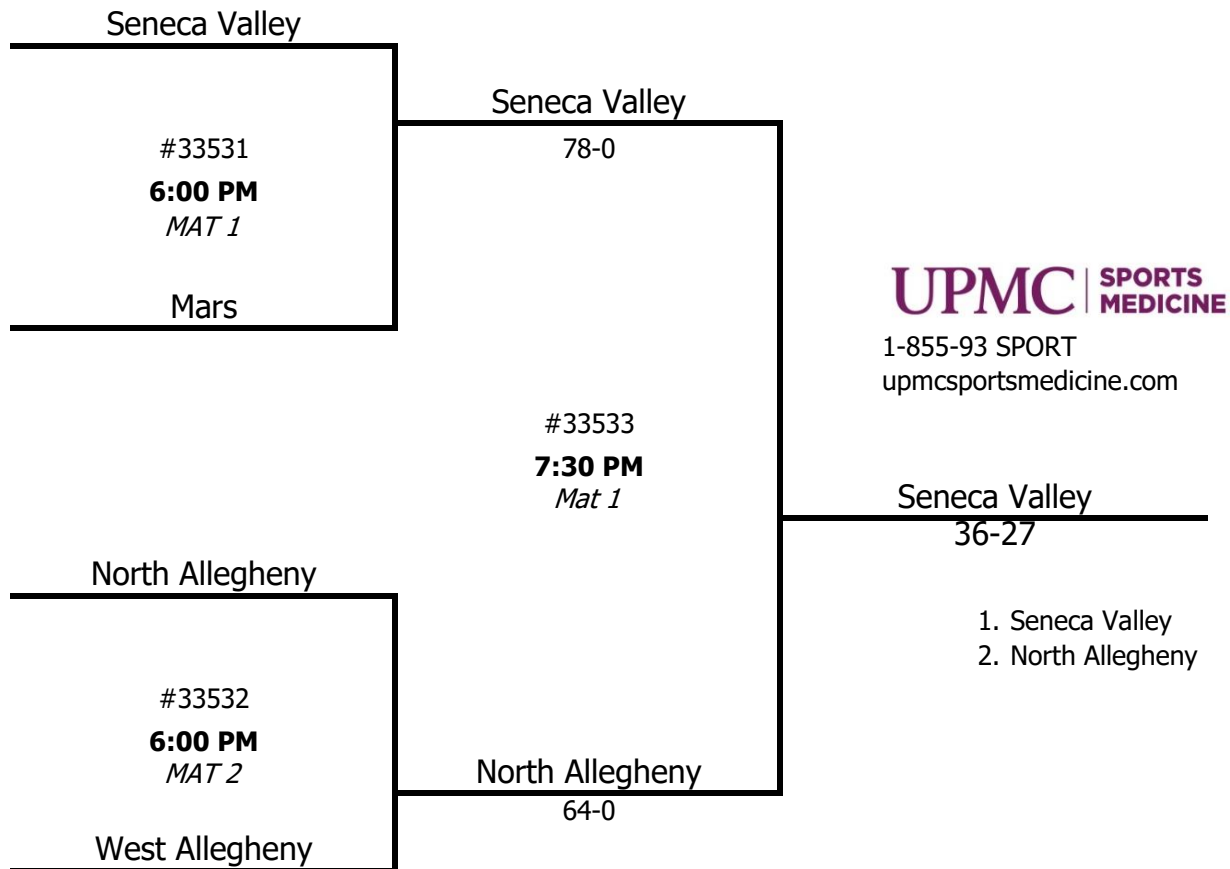 Seneca Valley
#33531
6:00 PM
MAT 1
Mars
North Allegheny
#33532
6:00 PM
MAT 2
West Allegheny
Seneca Valley
78-0
#33533
7:30 PM
Mat 1
North Allegheny
64-0
UPMC SPORTS
MEDICINE
1-855-93 SPORT
upmcsportsmedicine.com
Seneca Valley
36-27
1. Seneca Valley
2. North Allegheny